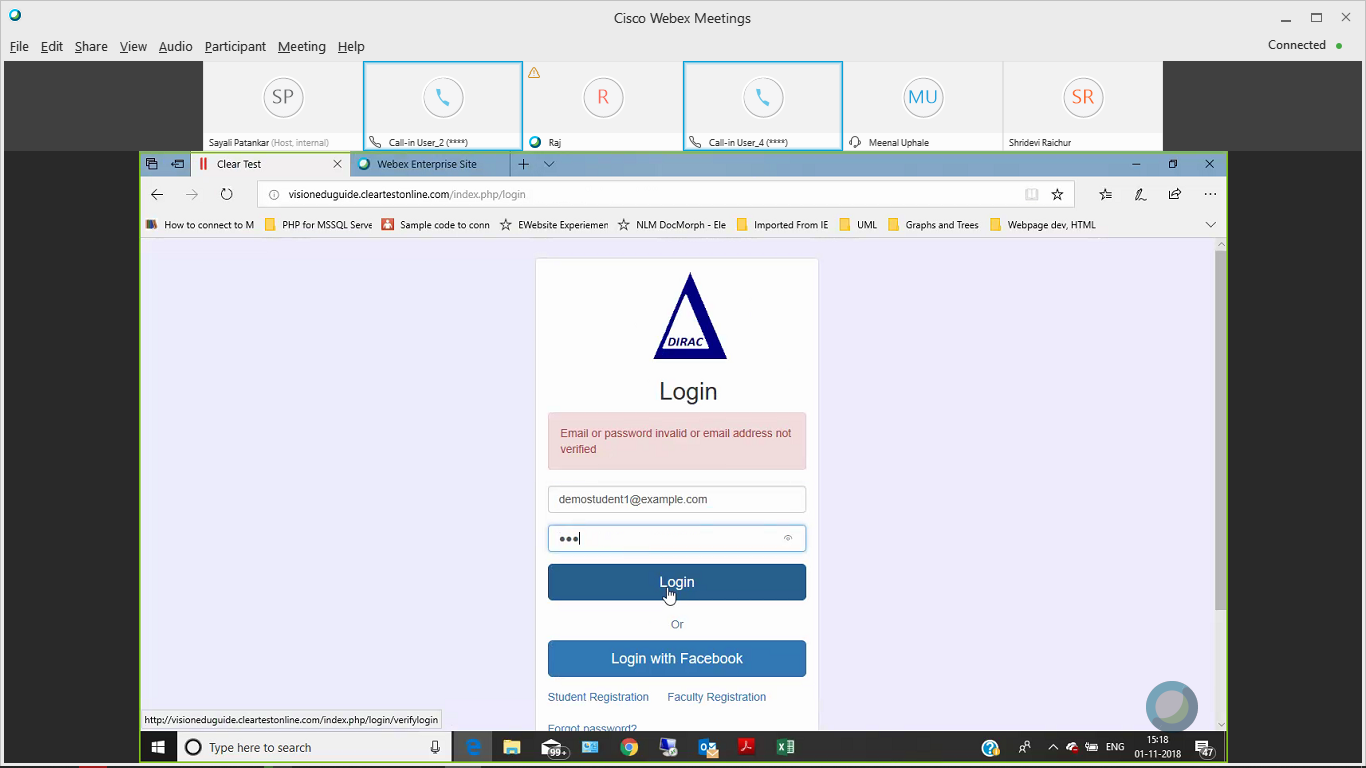 Cisco Webex Meetings
File Edit Share View Audio Participant Meeting Help
Connected
SP
R
MU
SR
Sayali Patankar (Host, internal)
Call-in User_2 (****)
Raj
Call-in User_4 (****)
Meenal Uphale
Shridevi Raichur
Clear Test
Webex Enterprise Site
visioneduguide.cleartestonline.com/index.php/login
How to connect to M
PHP for MSSQL Serve
Sample code to conn
EWebsite Experiemen
NLM DocMorph - Ele
Imported From IE
UML
Graphs and Trees
Webpage dev, HTML
DIRAC
Login
Email or password invalid or email address not
verified
demostudent1@example.com
Login
Or
Login with Facebook
Student Registration
Faculty Registration
Forgot password?
http://visioneduguide.cleartestonline.com/index.php/login/verifylogin
Type here to search
99+
ENG
15:18
01-11-2018
47